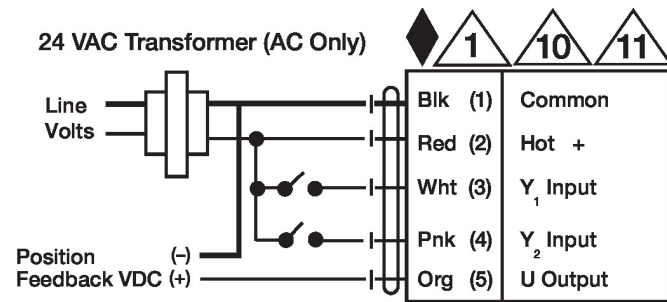 24 VAC Transformer (AC Only)
1 10 11
Line
Volts
Blk (1) Common
Red (2) Hot +
Wht (3) Y1 Input
Pnk (4) Y2 Input
Position (–)
Feedback VDC (+)
Org (5) U Output